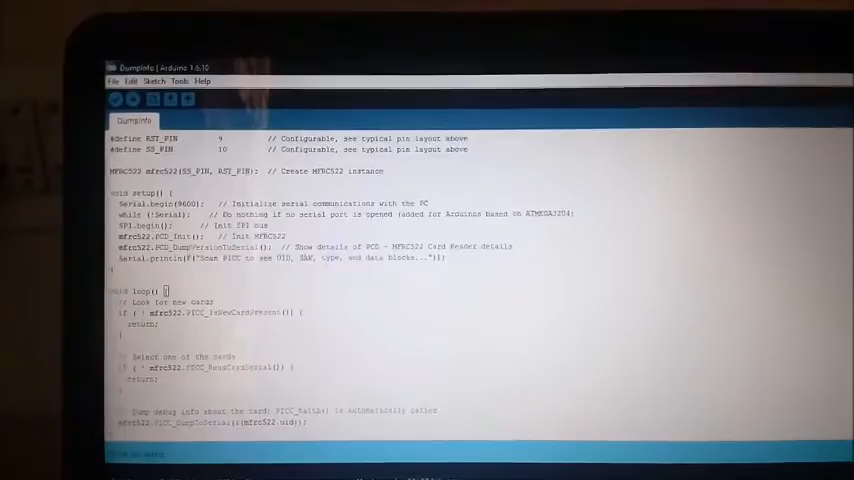 DumpInfo | Arduino 1.6.10
File Edit Sketch Tools Help
DumpInfo
#define RST_PIN 9 // Configurable, see typical pin layout above
#define SS_PIN 10 // Configurable, see typical pin layout above
MFRC522 mfrc522(SS_PIN, RST_PIN); // Create MFRC522 instance
void setup() {
Serial.begin(9600); // Initialize serial communications with the PC
while (!Serial); // Do nothing if no serial port is opened (added for Arduinos based on ATMEGA32U4)
SPI.begin(); // Init SPI bus
mfrc522.PCD_Init(); // Init MFRC522
mfrc522.PCD_DumpVersionToSerial(); // Show details of PCD - MFRC522 Card Reader details
Serial.println(F("Scan PICC to see UID, SAK, type, and data blocks..."));
}
void loop() {
// Look for new cards
if ( ! mfrc522.PICC_IsNewCardPresent()) {
return;
}
// Select one of the cards
if ( ! mfrc522.PICC_ReadCardSerial()) {
return;
}
// Dump debug info about the card; PICC_HaltA() is automatically called
mfrc522.PICC_DumpToSerial(&(mfrc522.uid));